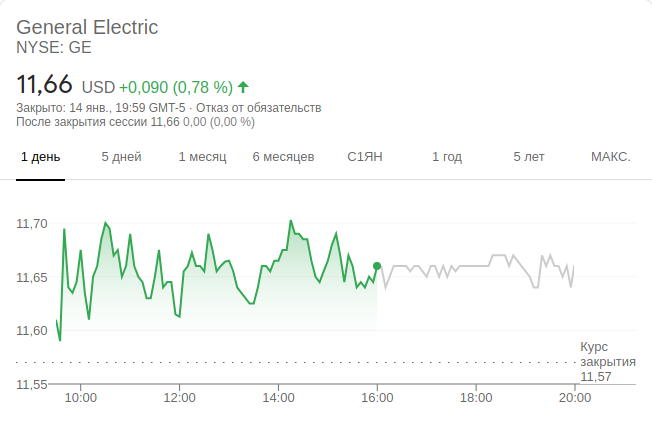 General Electric
NYSE: GE
11,66 USD +0,090 (0,78 %)
Закрыто: 14 янв., 19:59 GMT-5 · Отказ от обязательств
После закрытия сессии 11,66 0,00 (0,00 %)
1 день 5 дней 1 месяц 6 месяцев С1ЯН 1 год 5 лет МАКС.
11,70
11,65
11,60
11,55
Курс
закрытия
11,57
10:00 12:00 14:00 16:00 18:00 20:00